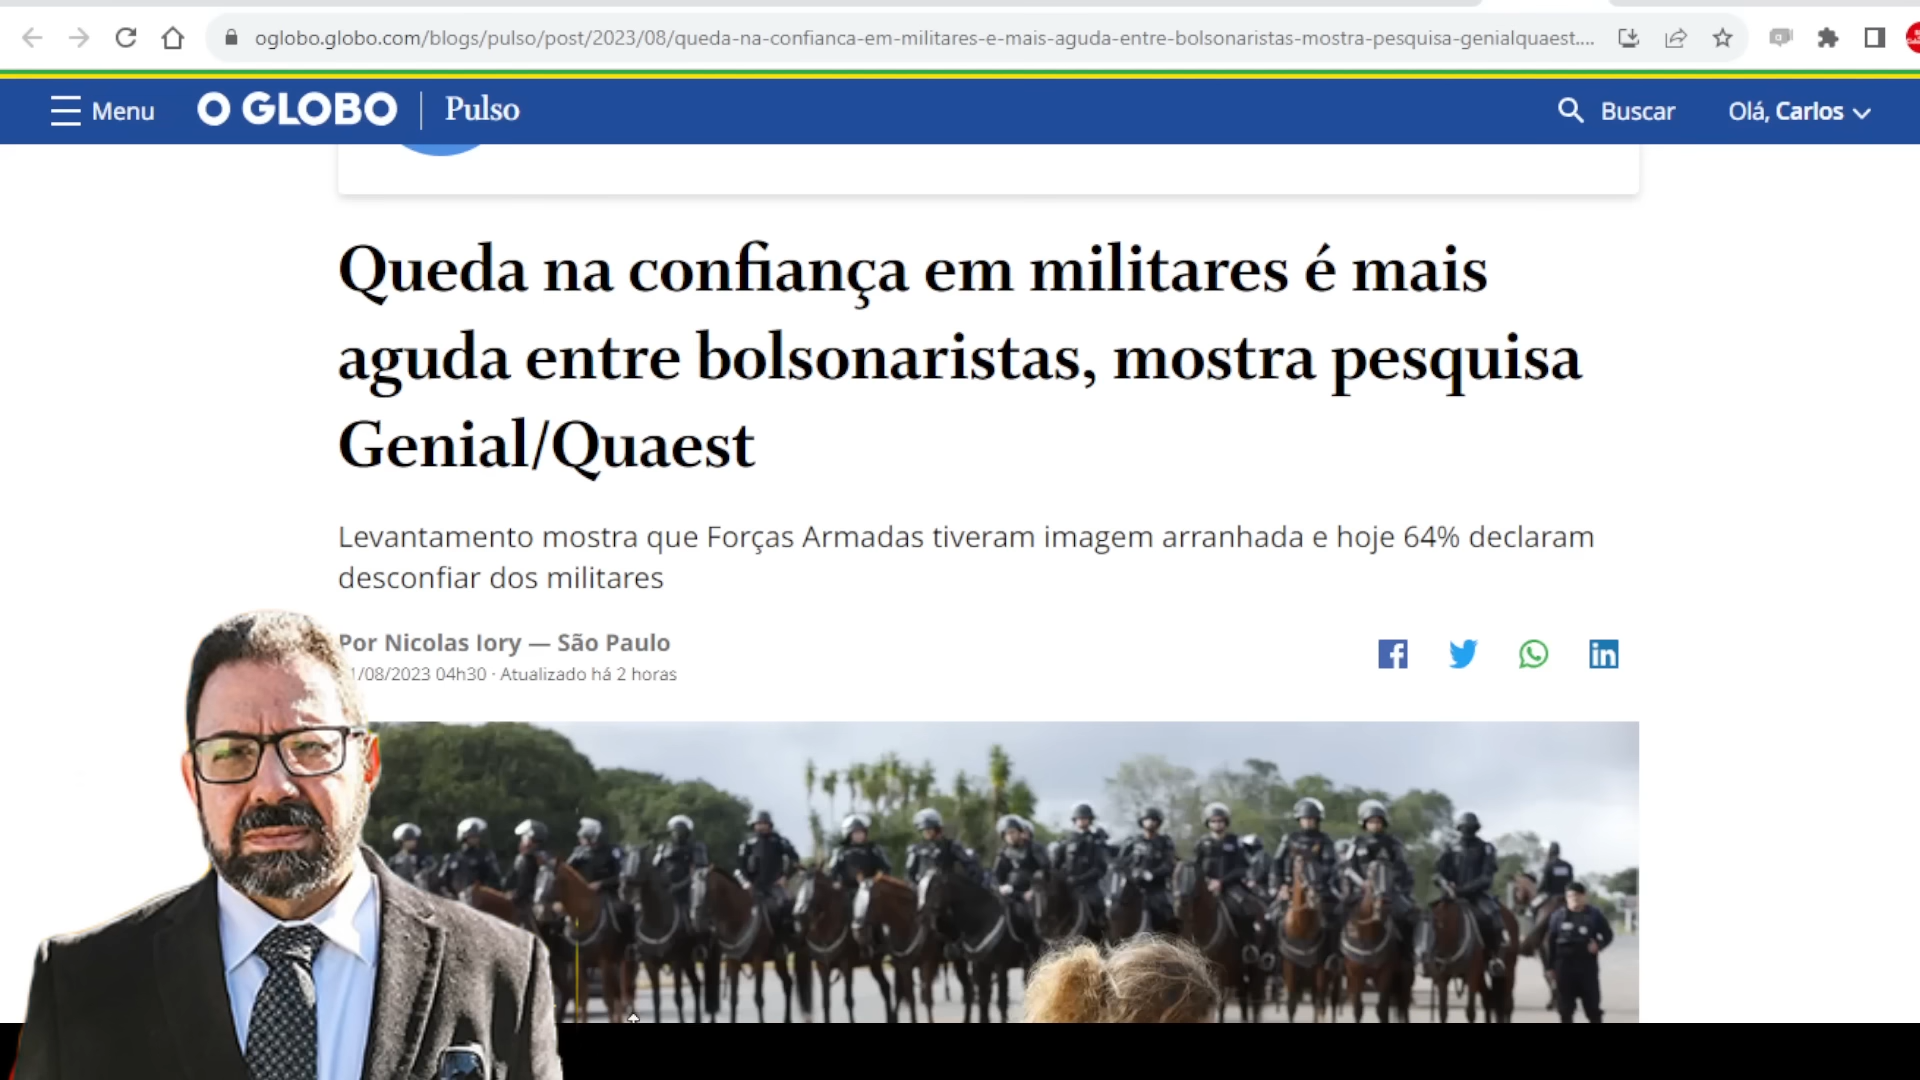 oglobo.globo.com/blogs/pulso/post/2023/08/queda-na-confianca-em-militares-e-mais-aguda-entre-bolsonaristas-mostra-pesquisa-genialquaest....
Menu O GLOBO | Pulso Buscar Olá, Carlos
Queda na confiança em militares é mais
aguda entre bolsonaristas, mostra pesquisa
Genial/Quaest
Levantamento mostra que Forças Armadas tiveram imagem arranhada e hoje 64% declaram
desconfiar dos militares
Por Nicolas Iory — São Paulo
1/08/2023 04h30 · Atualizado há 2 horas